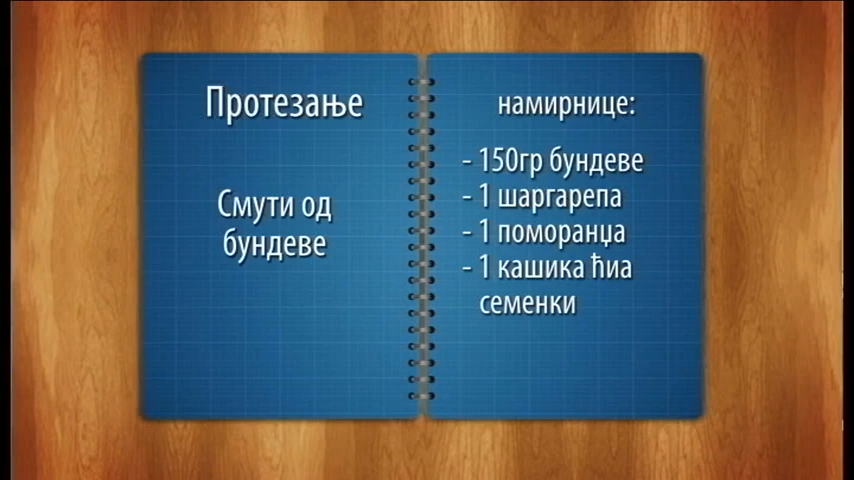 Протезање
Смути од
бундеве
намирнице:
- 150гр бундеве
- 1 шаргарепа
- 1 поморанџа
- 1 кашика ћиа
семенки